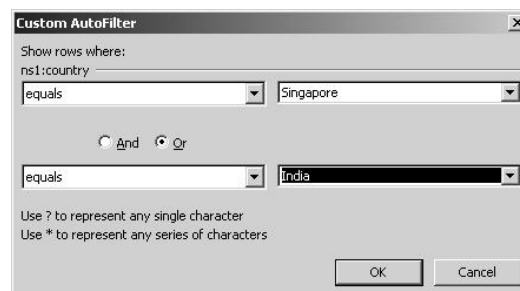 Custom AutoFilter
Show rows where:
ns1:country
equals Singapore
And Or
equals India
Use ? to represent any single character
Use * to represent any series of characters
OK Cancel